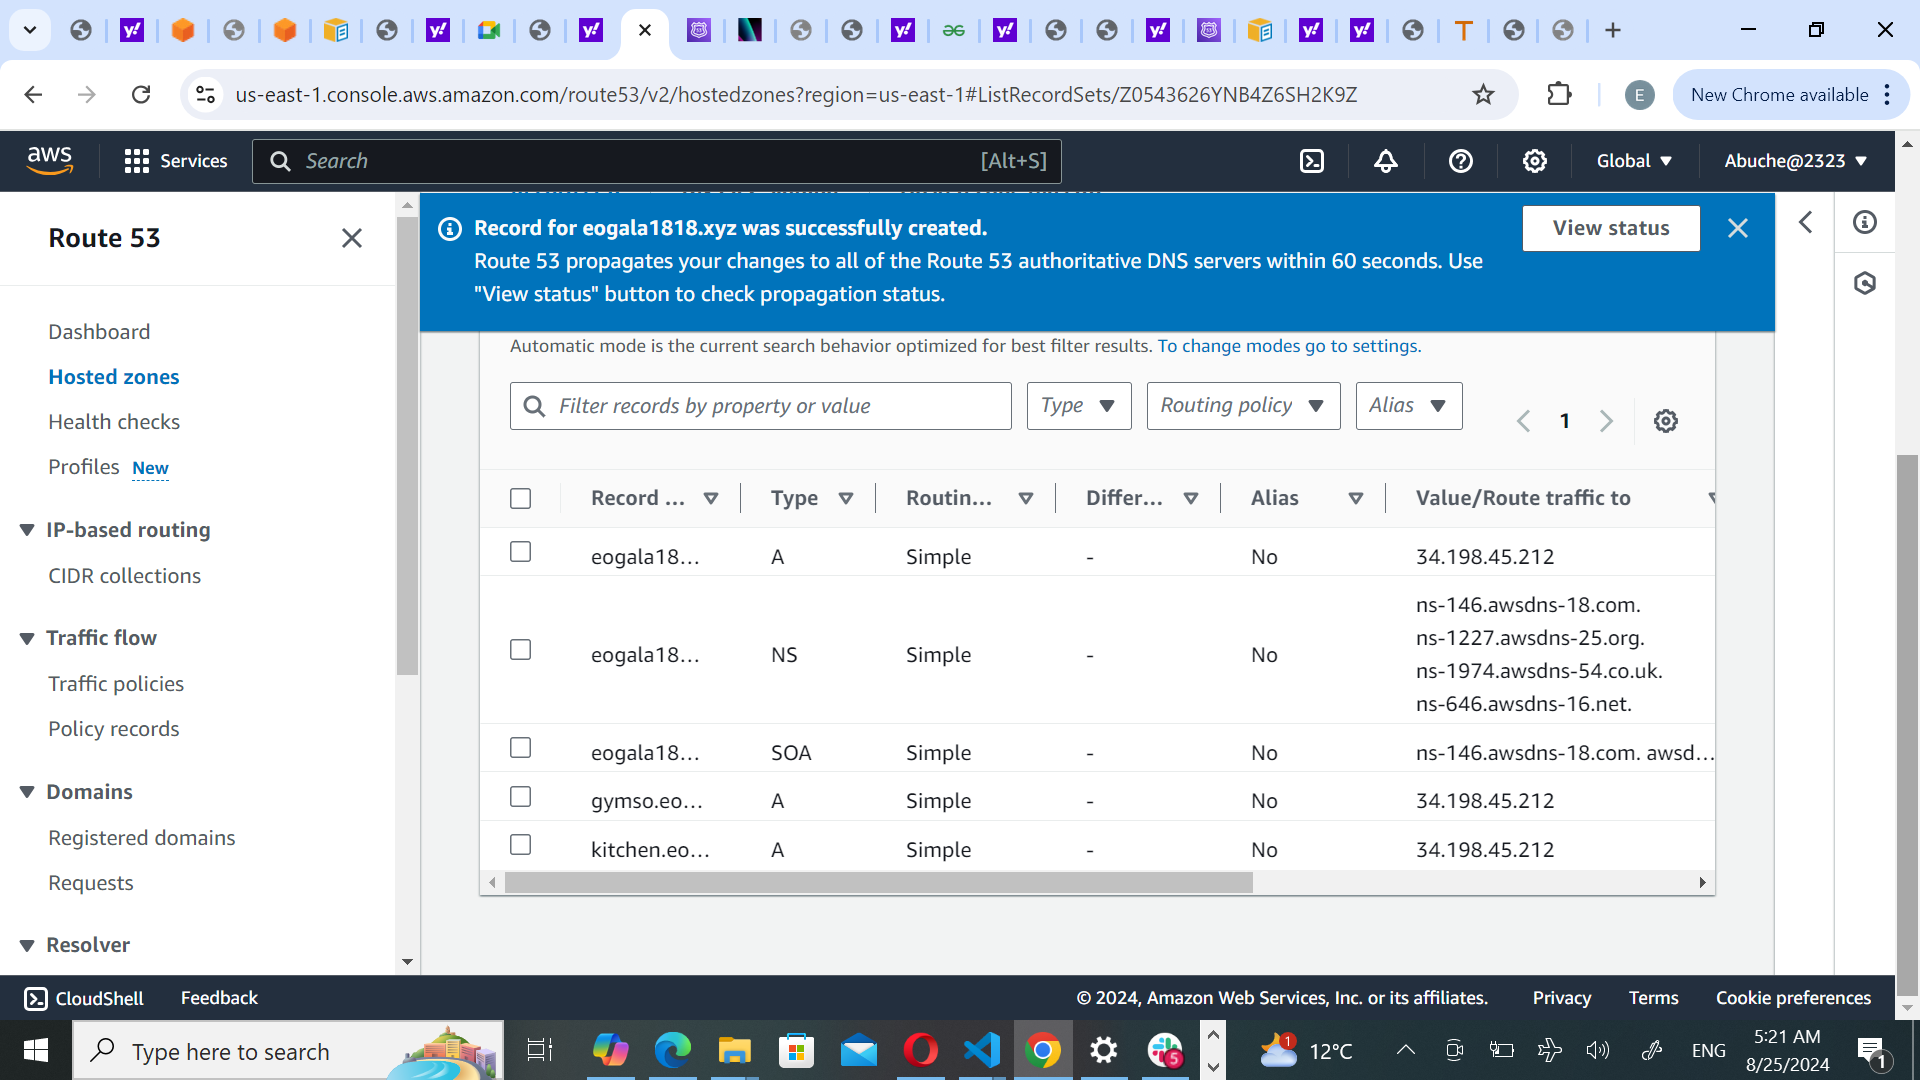 us-east-1.console.aws.amazon.com/route53/v2/hostedzones?region=us-east-1#ListRecordSets/Z0543626YNB4Z6SH2K9Z
E
New Chrome available
aws
Services
Search
[Alt+S]
Global
Abuche@2323
Route 53
Dashboard
Hosted zones
Health checks
Profiles New
IP-based routing
CIDR collections
Traffic flow
Traffic policies
Policy records
Domains
Registered domains
Requests
Resolver
Record for eogala1818.xyz was successfully created.
Route 53 propagates your changes to all of the Route 53 authoritative DNS servers within 60 seconds. Use
"View status" button to check propagation status.
View status
Automatic mode is the current search behavior optimized for best filter results. To change modes go to settings.
Filter records by property or value
Type
Routing policy
Alias
1
Record ... Type Routin... Differ... Alias Value/Route traffic to
eogala18... A Simple - No 34.198.45.212
eogala18... NS Simple - No
ns-146.awsdns-18.com.
ns-1227.awsdns-25.org.
ns-1974.awsdns-54.co.uk.
ns-646.awsdns-16.net.
eogala18... SOA Simple - No ns-146.awsdns-18.com. awsd...
gymso.eo... A Simple - No 34.198.45.212
kitchen.eo... A Simple - No 34.198.45.212
CloudShell
Feedback
© 2024, Amazon Web Services, Inc. or its affiliates.
Privacy
Terms
Cookie preferences
Type here to search
5
1
12°C
ENG
5:21 AM
8/25/2024
1